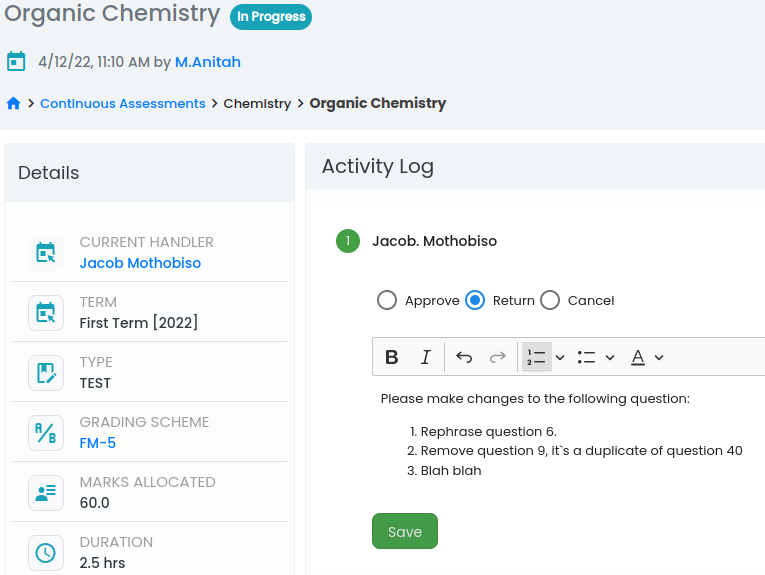 Organic Chemistry In Progress
4/12/22, 11:10 AM by M.Anitah
Continuous Assessments > Chemistry > Organic Chemistry
Details
CURRENT HANDLER
Jacob Mothobiso
TERM
First Term [2022]
TYPE
TEST
GRADING SCHEME
A/B
FM-5
MARKS ALLOCATED
60.0
DURATION
2.5 hrs
Activity Log
1 Jacob. Mothobiso
Approve Return Cancel
B I A
Please make changes to the following question:
1. Rephrase question 6.
2. Remove question 9, it`s a duplicate of question 40
3. Blah blah
Save